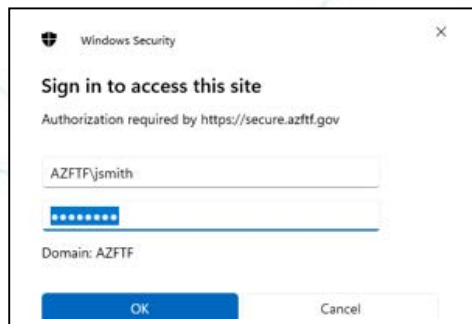 Windows Security
Sign in to access this site
Authorization required by https://secure.azftf.gov
AZFTF\jsmith
●●●●●●●●
Domain: AZFTF
OK
Cancel